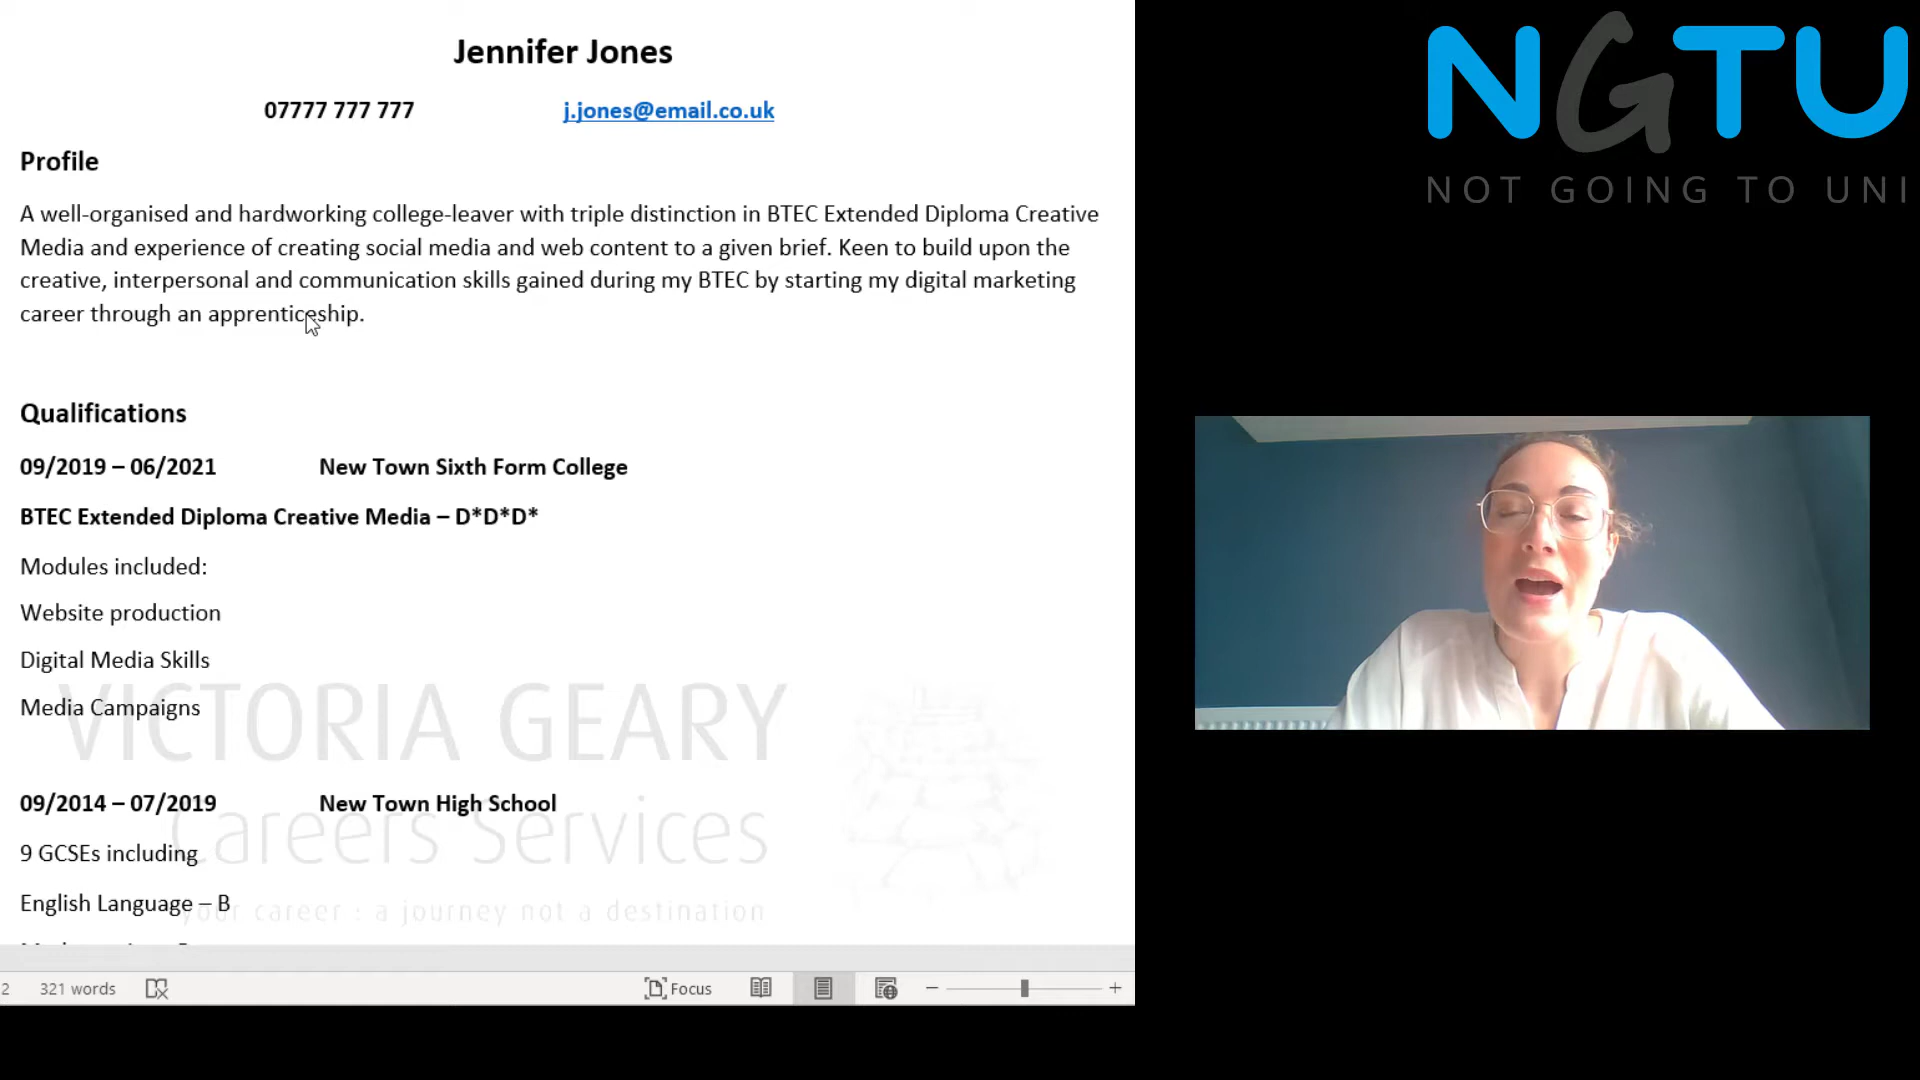 Jennifer Jones
07777 777 777 j.jones@email.co.uk
Profile
A well-organised and hardworking college-leaver with triple distinction in BTEC Extended Diploma Creative
Media and experience of creating social media and web content to a given brief. Keen to build upon the
creative, interpersonal and communication skills gained during my BTEC by starting my digital marketing
career through an apprenticeship.
Qualifications
09/2019 – 06/2021 New Town Sixth Form College
BTEC Extended Diploma Creative Media – D*D*D*
Modules included:
Website production
Digital Media Skills
Media Campaigns
VICTORIA GEARY
09/2014 – 07/2019 New Town High School
Careers Services
9 GCSEs including
English Language – B
your career : a journey not a destination
2 321 words Focus
NGTU
NOT GOING TO UNI